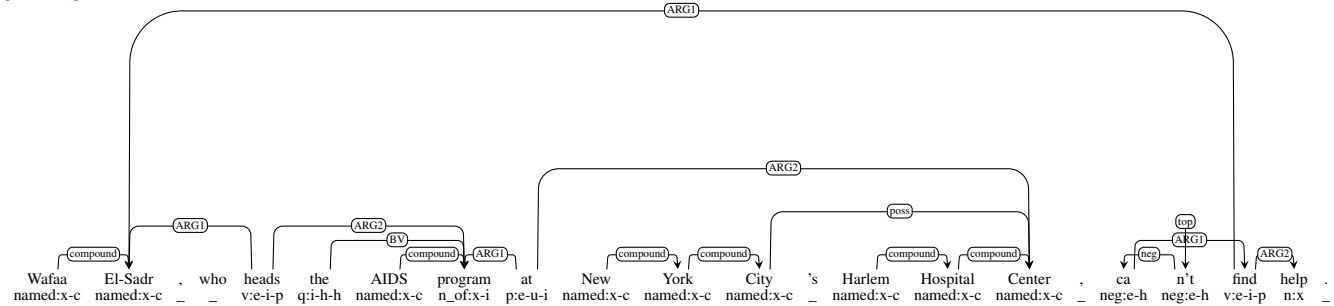 ARG1
ARG2
poss
top
ARG1 ARG2
BV ARG1
compound compound ARG1 compound compound compound compound neg ARG2
Wafaa El-Sadr , who heads the AIDS program at New York City 's Harlem Hospital Center , ca n't find help .
named:x-c named:x-c _ _ v:e-i-p q:i-h-h named:x-c n_of:x-i p:e-u-i named:x-c named:x-c named:x-c _ named:x-c named:x-c named:x-c _ neg:e-h neg:e-h v:e-i-p n:x _